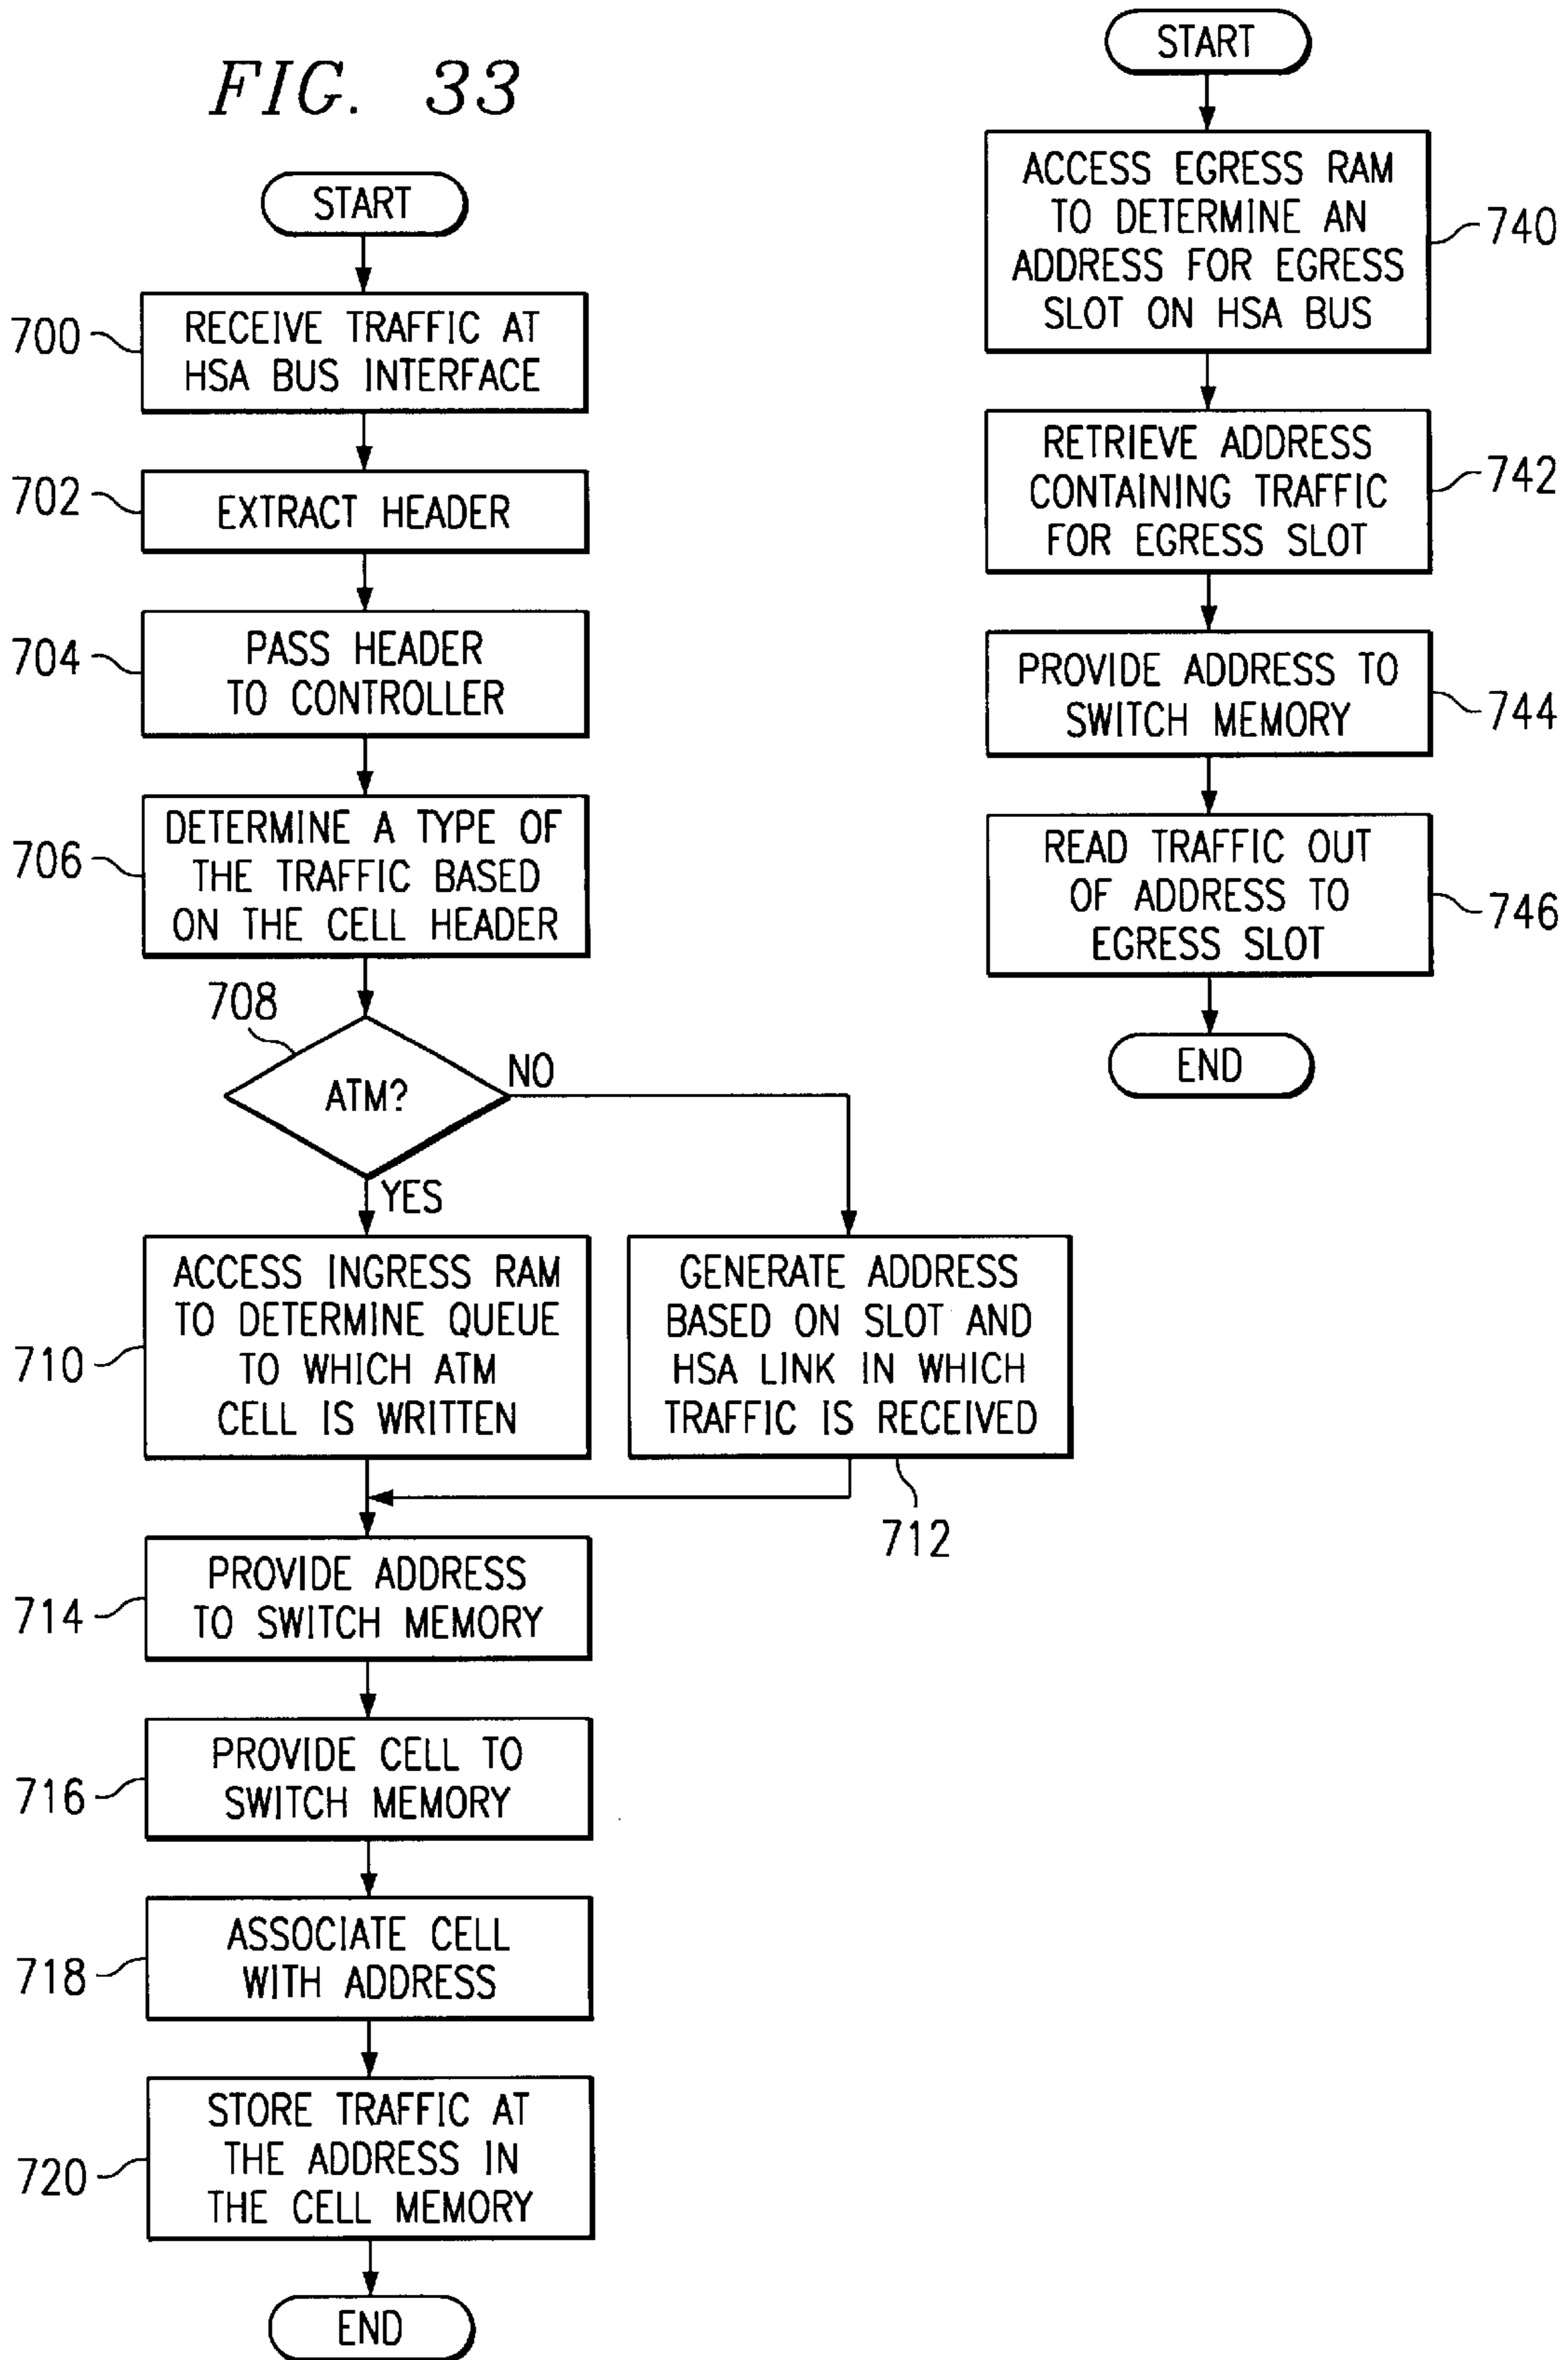 FIG. 33
START
700
RECEIVE TRAFFIC AT
HSA BUS INTERFACE
702
EXTRACT HEADER
704
PASS HEADER
TO CONTROLLER
706
DETERMINE A TYPE OF
THE TRAFFIC BASED
ON THE CELL HEADER
708
ATM?
NO
YES
710
ACCESS INGRESS RAM
TO DETERMINE QUEUE
TO WHICH ATM
CELL IS WRITTEN
GENERATE ADDRESS
BASED ON SLOT AND
HSA LINK IN WHICH
TRAFFIC IS RECEIVED
712
714
PROVIDE ADDRESS
TO SWITCH MEMORY
716
PROVIDE CELL TO
SWITCH MEMORY
718
ASSOCIATE CELL
WITH ADDRESS
720
STORE TRAFFIC AT
THE ADDRESS IN
THE CELL MEMORY
END
START
ACCESS EGRESS RAM
TO DETERMINE AN
ADDRESS FOR EGRESS
SLOT ON HSA BUS
740
RETRIEVE ADDRESS
CONTAINING TRAFFIC
FOR EGRESS SLOT
742
PROVIDE ADDRESS TO
SWITCH MEMORY
744
READ TRAFFIC OUT
OF ADDRESS TO
EGRESS SLOT
746
END